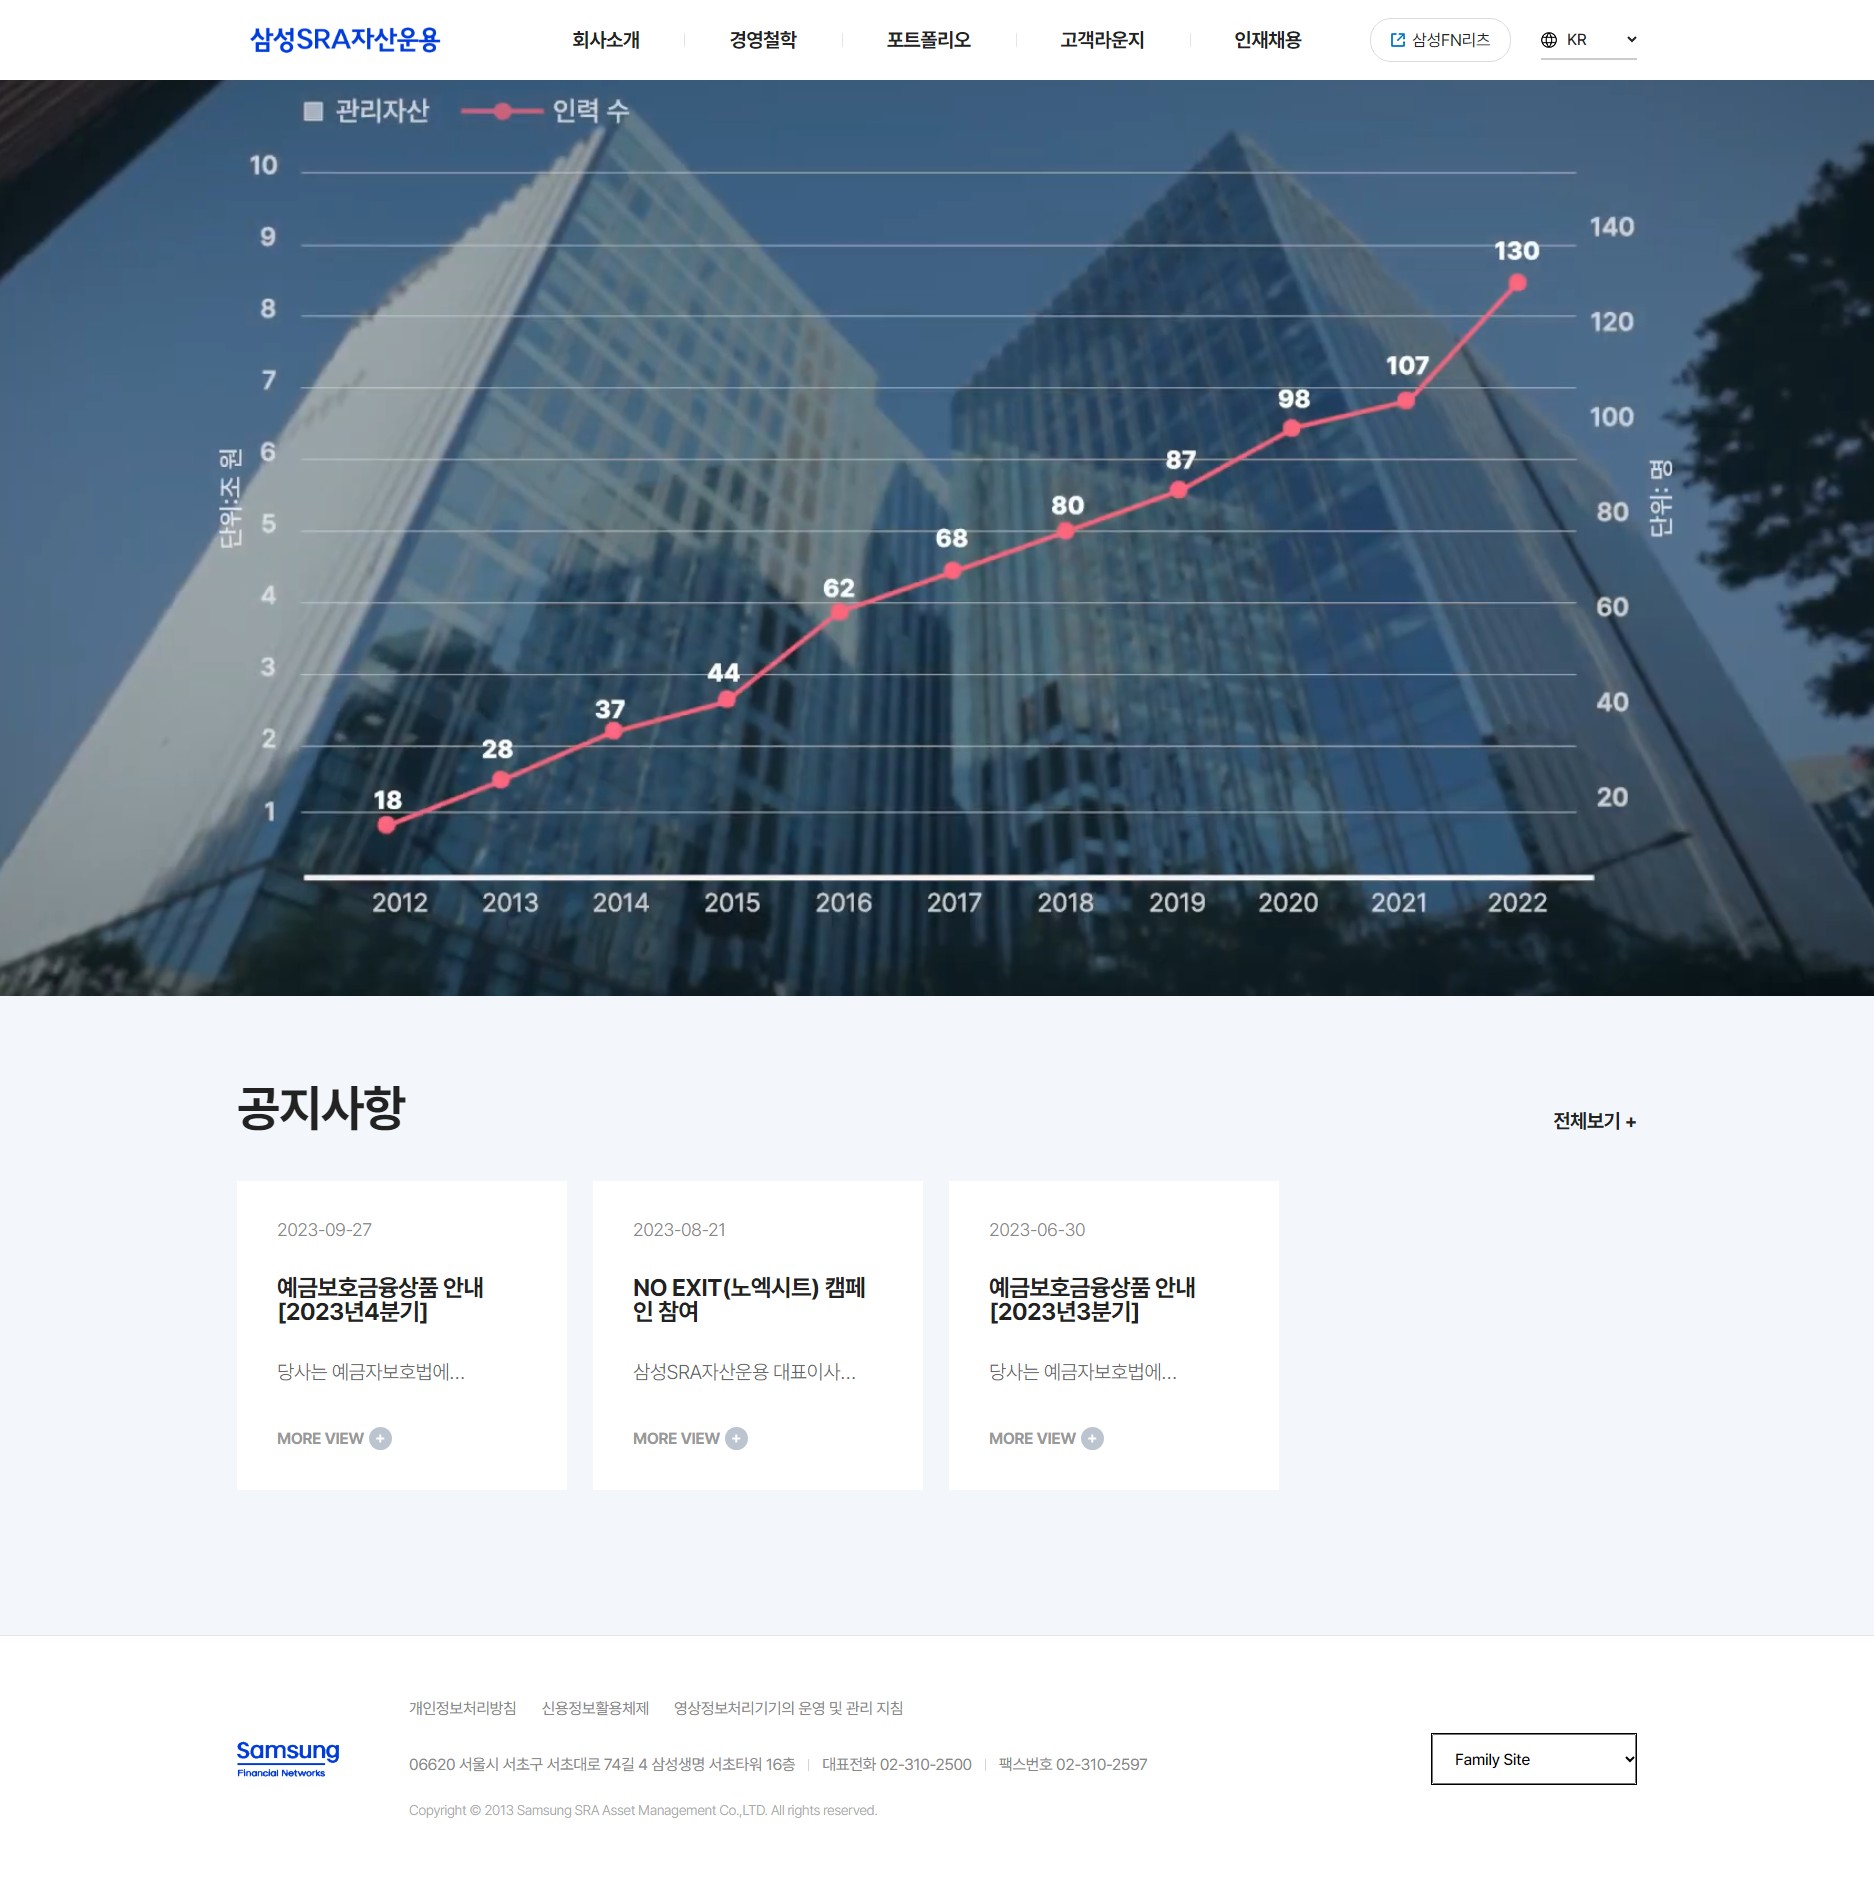 삼성SRA자산운용
회사소개
경영철학
포트폴리오
고객라운지
인재채용
삼성FN리츠
KR
관리자산
인력 수
10
9
8
7
6
5
4
3
2
1
단위:조 원
140
120
100
80
60
40
20
단위: 명
18
28
37
44
62
68
80
87
98
107
130
2012 2013 2014 2015 2016 2017 2018 2019 2020 2021 2022
공지사항
전체보기 +
2023-09-27
예금보호금융상품 안내
[2023년4분기]
당사는 예금자보호법에...
MORE VIEW +
2023-08-21
NO EXIT(노엑시트) 캠페
인 참여
삼성SRA자산운용 대표이사...
MORE VIEW +
2023-06-30
예금보호금융상품 안내
[2023년3분기]
당사는 예금자보호법에...
MORE VIEW +
개인정보처리방침 신용정보활용체제 영상정보처리기기의 운영 및 관리 지침
Samsung
Financial Networks
06620 서울시 서초구 서초대로 74길 4 삼성생명 서초타워 16층 대표전화 02-310-2500 팩스번호 02-310-2597
Family Site
Copyright © 2013 Samsung SRA Asset Management Co.,LTD. All rights reserved.